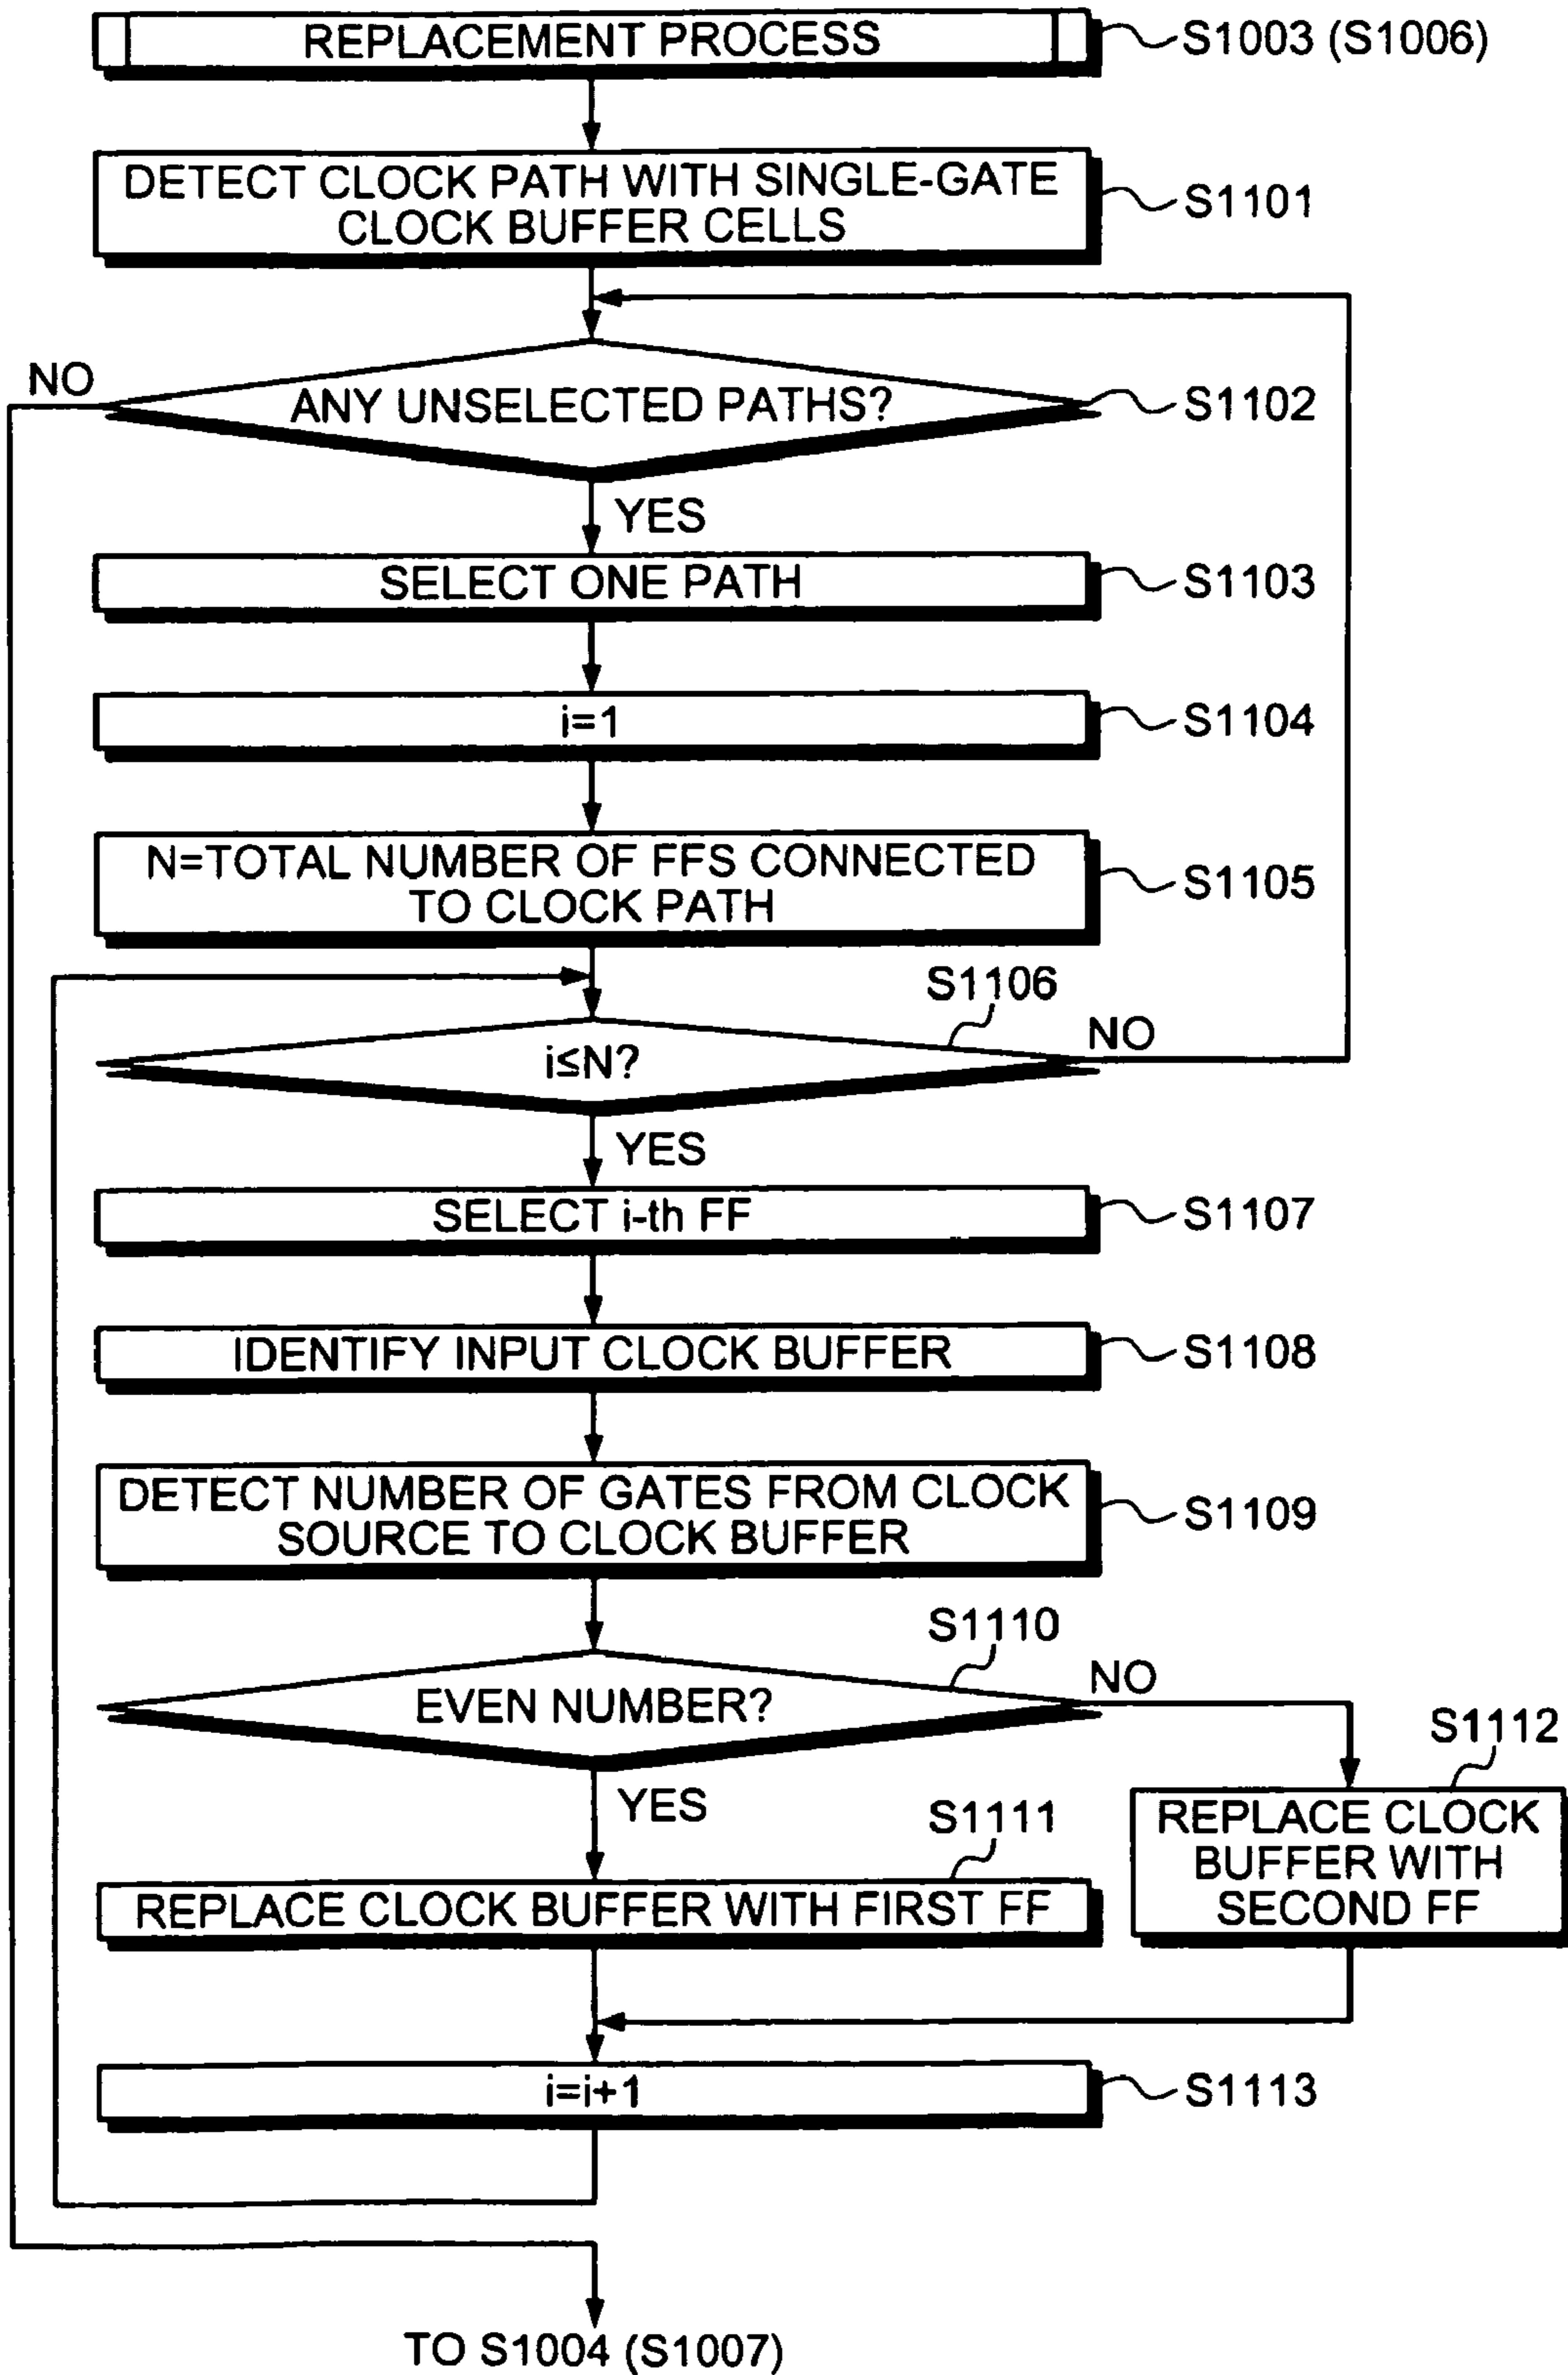 REPLACEMENT PROCESS
S1003 (S1006)
DETECT CLOCK PATH WITH SINGLE-GATE
CLOCK BUFFER CELLS
S1101
NO
ANY UNSELECTED PATHS?
S1102
YES
SELECT ONE PATH
S1103
i=1
S1104
N=TOTAL NUMBER OF FFS CONNECTED
TO CLOCK PATH
S1105
S1106
NO
i≤N?
YES
SELECT i-th FF
S1107
IDENTIFY INPUT CLOCK BUFFER
S1108
DETECT NUMBER OF GATES FROM CLOCK
SOURCE TO CLOCK BUFFER
S1109
S1110
NO
EVEN NUMBER?
S1112
YES
S1111
REPLACE CLOCK
BUFFER WITH
SECOND FF
REPLACE CLOCK BUFFER WITH FIRST FF
i=i+1
S1113
TO S1004 (S1007)